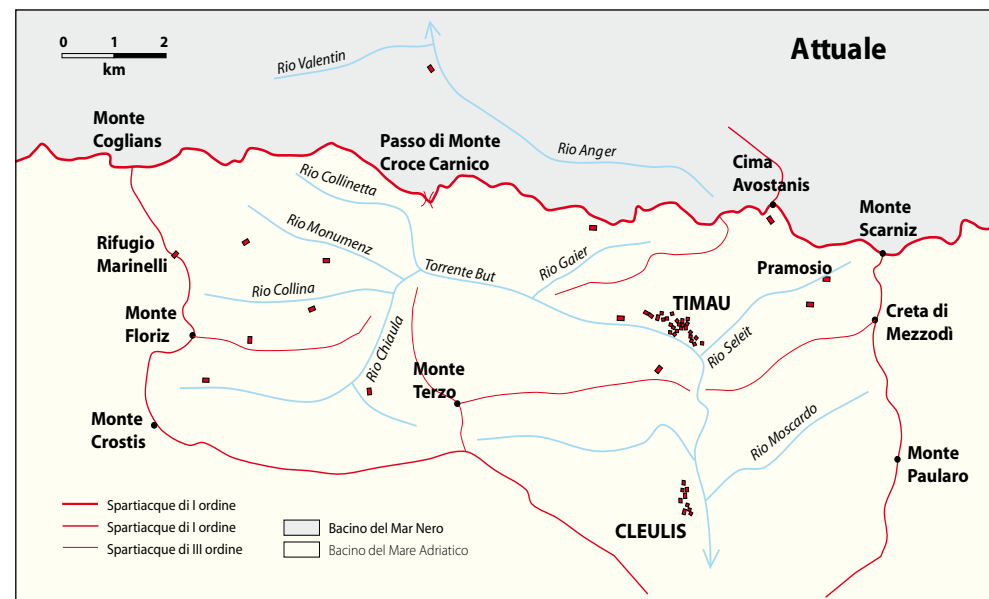 Attuale
0 1 2
km
Rio Valentin
Monte
Coglians
Passo di Monte
Croce Carnico
Rio Anger
Cima
Avostanis
Rio Collinetta
Monte
Scarniz
Rio Monumenz
Rifugio
Marinelli
Torrente But
Rio Gaier
Pramosio
Rio Collina
TIMAU
Monte
Floriz
Creta di
Mezzodì
Rio Seleit
Rio Chiaula
Monte
Terzo
Monte
Crostis
Rio Moscardo
Monte
Paularo
CLEULIS
Spartiacque di I ordine
Spartiacque di I ordine
Spartiacque di III ordine
Bacino del Mar Nero
Bacino del Mare Adriatico